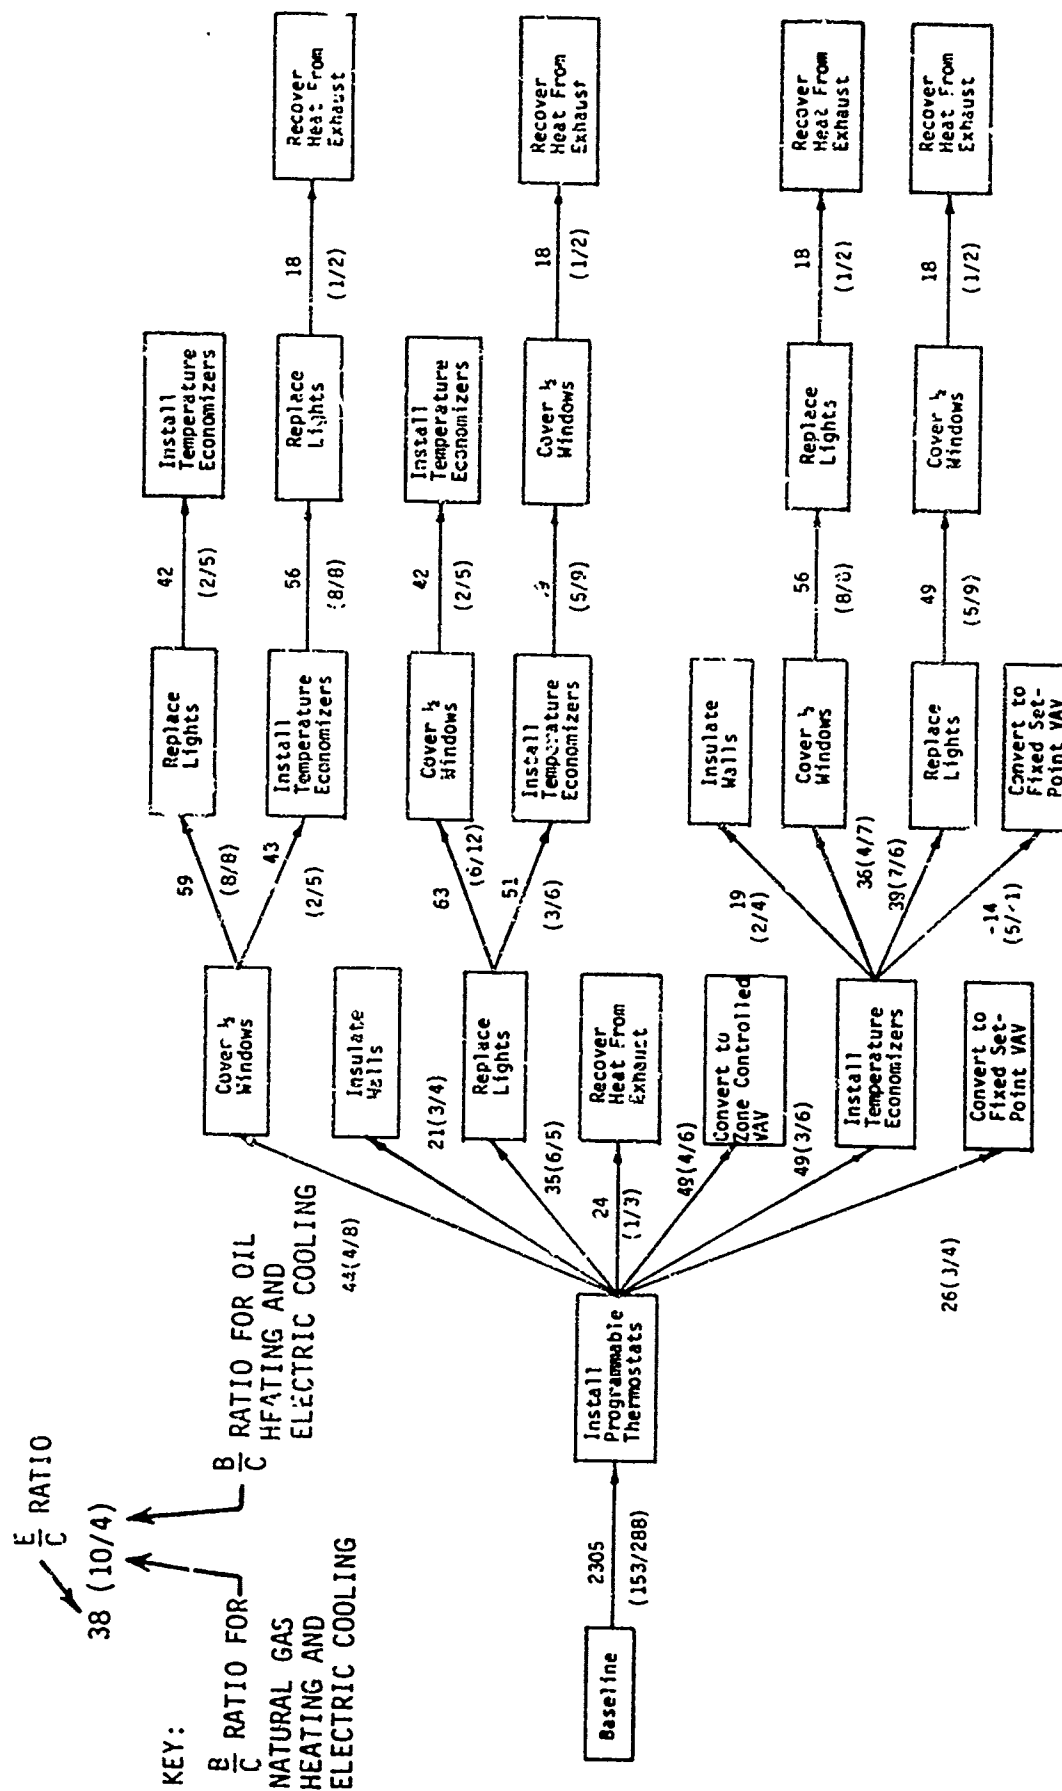 KEY:
E
C RATIO
38 (10/4)
B
C RATIO FOR
NATURAL GAS
HEATING AND
ELECTRIC COOLING
B
C RATIO FOR OIL
HEATING AND
ELECTRIC COOLING
Baseline
2305
(153/288)
Install
Programmable
Thermostats
44(4/8)
21(3/4)
35(6/5)
24
(1/3)
49(4/6)
49(3/6)
26(3/4)
Cover ½
Windows
Insulate
Walls
Replace
Lights
Recover
Heat From
Exhaust
Convert to
Zone Controlled
VAV
Install
Temperature
Economizers
Convert to
Fixed Set-
Point VAV
59
(8/8)
43
(2/5)
63
(6/12)
51
(3/6)
19
(2/4)
36(4/7)
39(7/6)
-14
Replace
Lights
Install
Temperature
Economizers
Cover ½
Windows
Install
Temperature
Economizers
Insulate
Walls
Cover ½
Windows
Replace
Lights
Convert to
Fixed Set-
Point VAV
42
(2/5)
56
(8/8)
42
(2/5)
(5/9)
56
49
(5/9)
Install
Temperature
Economizers
Replace
Lights
Install
Temperature
Economizers
Cover ½
Windows
Replace
Lights
Cover ½
Windows
18
(1/2)
18
(1/2)
18
(1/2)
18
(1/2)
Recover
Heat From
Exhaust
Recover
Heat From
Exhaust
Recover
Heat From
Exhaust
Recover
Heat From
Exhaust